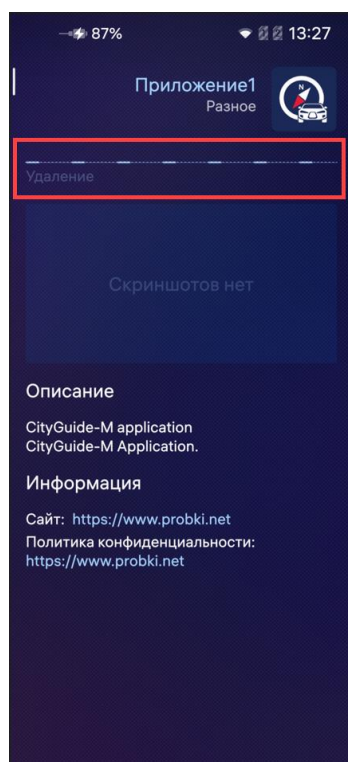 87%
13:27
Приложение1
Разное
N
Удаление
Скриншотов нет
Описание
CityGuide-M application
CityGuide-M Application.
Информация
Сайт: https://www.probki.net
Политика конфиденциальности:
https://www.probki.net